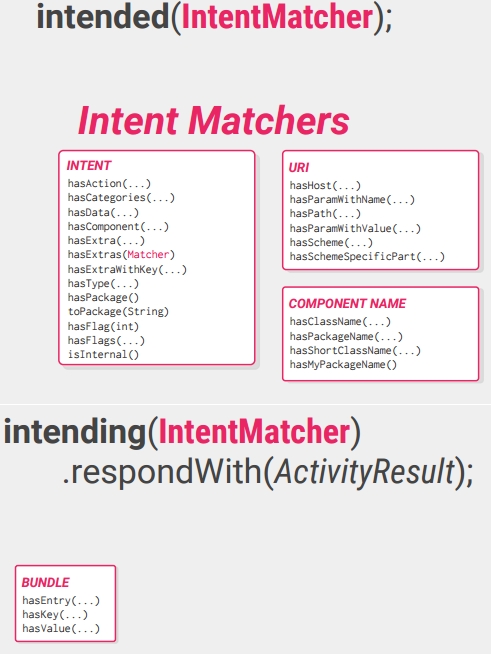 intended(IntentMatcher);
Intent Matchers
INTENT
hasAction(...)
hasCategories(...)
hasData(...)
hasComponent(...)
hasExtra(...)
hasExtras(Matcher)
hasExtraWithKey(...)
hasType(...)
hasPackage()
toPackage(String)
hasFlag(int)
hasFlags(...)
isInternal()
URI
hasHost(...)
hasParamWithName(...)
hasPath(...)
hasParamWithValue(...)
hasScheme(...)
hasSchemeSpecificPart(...)
COMPONENT NAME
hasClassName(...)
hasPackageName(...)
hasShortClassName(...)
hasMyPackageName()
intending(IntentMatcher)
.respondWith(ActivityResult);
BUNDLE
hasEntry(...)
hasKey(...)
hasValue(...)